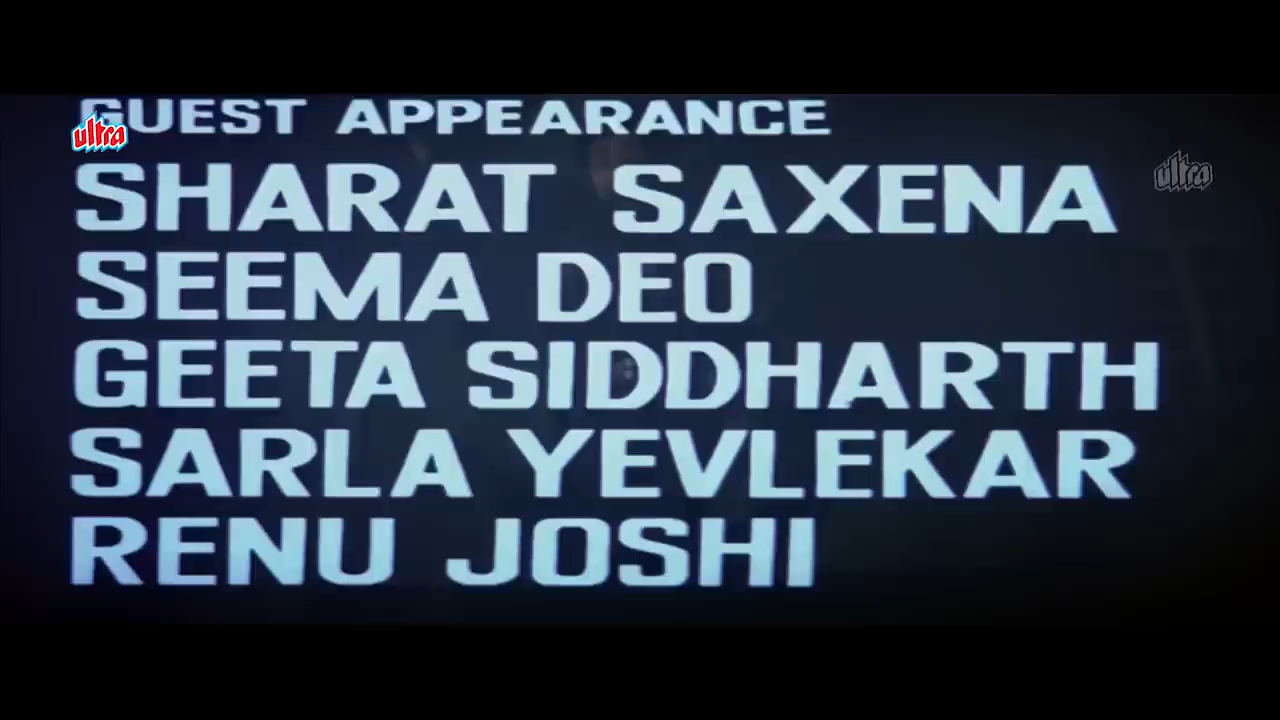 GUEST APPEARANCE
ultra
ultra
SHARAT SAXENA
SEEMA DEO
GEETA SIDDHARTH
SARLA YEVLEKAR
RENU JOSHI